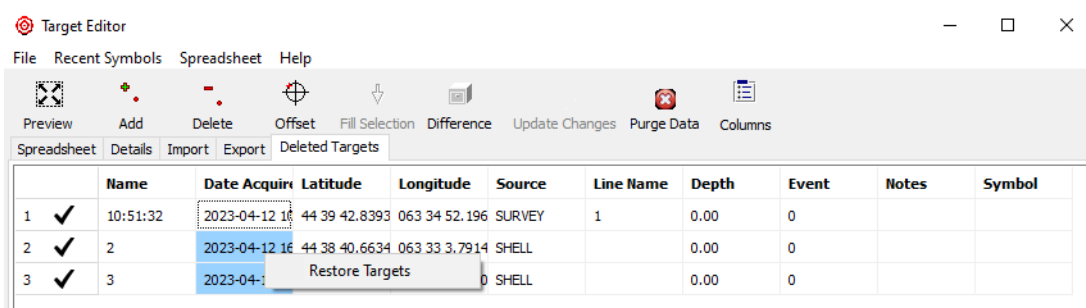 Target Editor
File Recent Symbols Spreadsheet Help
Preview Add Delete Offset Fill Selection Difference Update Changes Purge Data Columns
Spreadsheet Details Import Export Deleted Targets
Name Date Acquire Latitude Longitude Source Line Name Depth Event Notes Symbol
1 10:51:32 2023-04-12 10 44 39 42.8393 063 34 52.196 SURVEY 1 0.00 0
2 2 2023-04-12 16 44 38 40.6634 063 33 3.7914 SHELL 0.00 0
3 3 2023-04-1 0 SHELL 0.00 0
Restore Targets